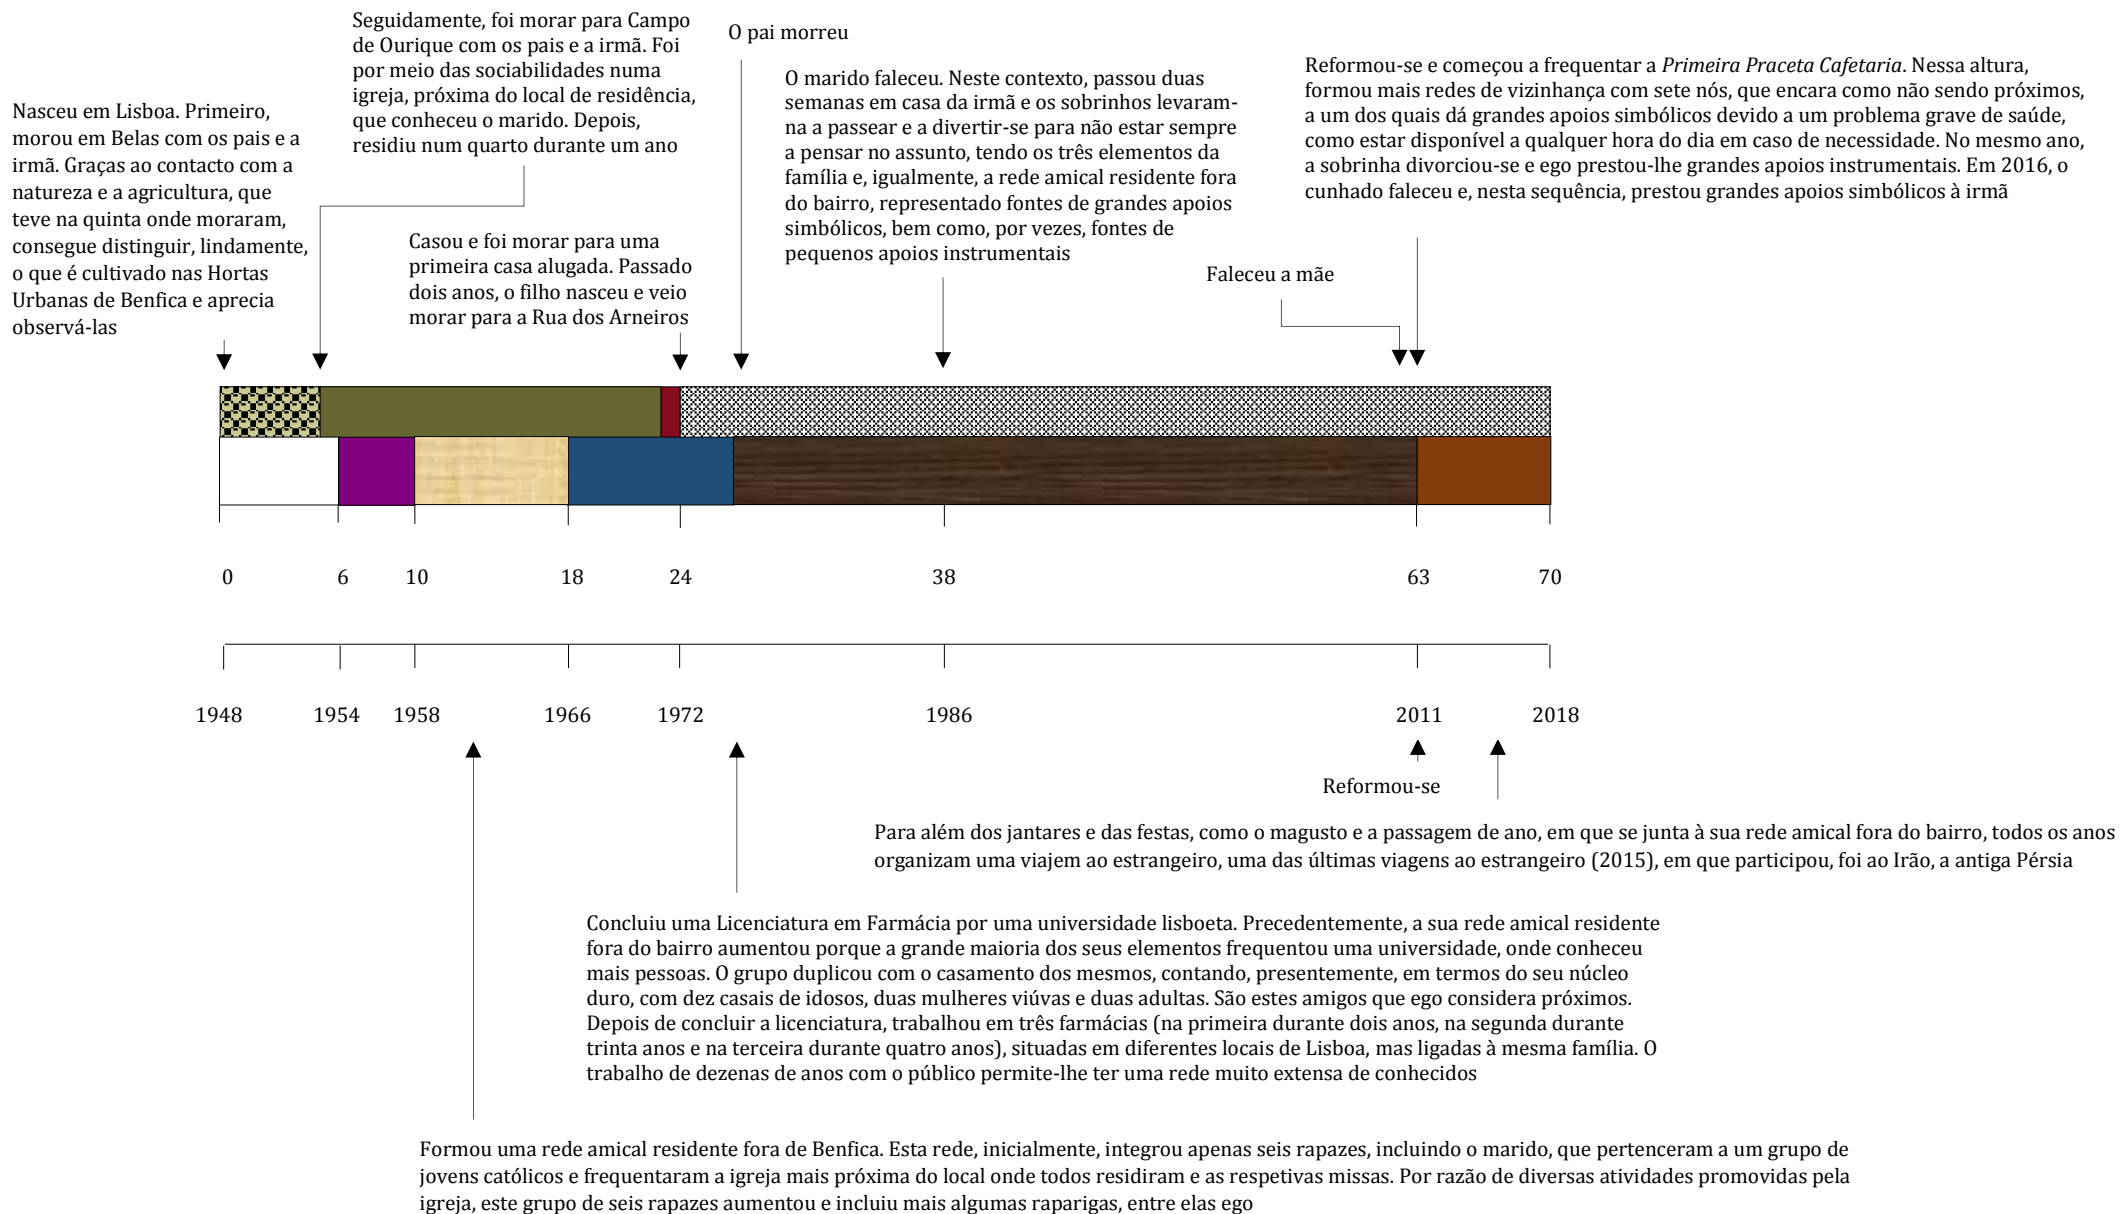 Nasceu em Lisboa. Primeiro,
morou em Belas com os pais e a
irmã. Graças ao contacto com a
natureza e a agricultura, que
teve na quinta onde moraram,
consegue distinguir, lindamente,
o que é cultivado nas Hortas
Urbanas de Benfica e aprecia
observá-las
Seguidamente, foi morar para Campo
de Ourique com os pais e a irmã. Foi
por meio das sociabilidades numa
igreja, próxima do local de residência,
que conheceu o marido. Depois,
residiu num quarto durante um ano
Casou e foi morar para uma
primeira casa alugada. Passado
dois anos, o filho nasceu e veio
morar para a Rua dos Arneiros
O pai morreu
O marido faleceu. Neste contexto, passou duas
semanas em casa da irmã e os sobrinhos levaram-
na a passear e a divertir-se para não estar sempre
a pensar no assunto, tendo os três elementos da
família e, igualmente, a rede amical residente fora
do bairro, representado fontes de grandes apoios
simbólicos, bem como, por vezes, fontes de
pequenos apoios instrumentais
Faleceu a mãe
Reformou-se e começou a frequentar a Primeira Praceta Cafetaria. Nessa altura,
formou mais redes de vizinhança com sete nós, que encara como não sendo próximos,
a um dos quais dá grandes apoios simbólicos devido a um problema grave de saúde,
como estar disponível a qualquer hora do dia em caso de necessidade. No mesmo ano,
a sobrinha divorciou-se e ego prestou-lhe grandes apoios instrumentais. Em 2016, o
cunhado faleceu e, nesta sequência, prestou grandes apoios simbólicos à irmã
0 6 10 18 24 38 63 70
1948 1954 1958 1966 1972 1986 2011 2018
Reformou-se
Para além dos jantares e das festas, como o magusto e a passagem de ano, em que se junta à sua rede amical fora do bairro, todos os anos
organizam uma viajem ao estrangeiro, uma das últimas viagens ao estrangeiro (2015), em que participou, foi ao Irão, a antiga Pérsia
Concluiu uma Licenciatura em Farmácia por uma universidade lisboeta. Precedentemente, a sua rede amical residente
fora do bairro aumentou porque a grande maioria dos seus elementos frequentou uma universidade, onde conheceu
mais pessoas. O grupo duplicou com o casamento dos mesmos, contando, presentemente, em termos do seu núcleo
duro, com dez casais de idosos, duas mulheres viúvas e duas adultas. São estes amigos que ego considera próximos.
Depois de concluir a licenciatura, trabalhou em três farmácias (na primeira durante dois anos, na segunda durante
trinta anos e na terceira durante quatro anos), situadas em diferentes locais de Lisboa, mas ligadas à mesma família. O
trabalho de dezenas de anos com o público permite-lhe ter uma rede muito extensa de conhecidos
Formou uma rede amical residente fora de Benfica. Esta rede, inicialmente, integrou apenas seis rapazes, incluindo o marido, que pertenceram a um grupo de
jovens católicos e frequentaram a igreja mais próxima do local onde todos residiram e as respetivas missas. Por razão de diversas atividades promovidas pela
igreja, este grupo de seis rapazes aumentou e incluiu mais algumas raparigas, entre elas ego